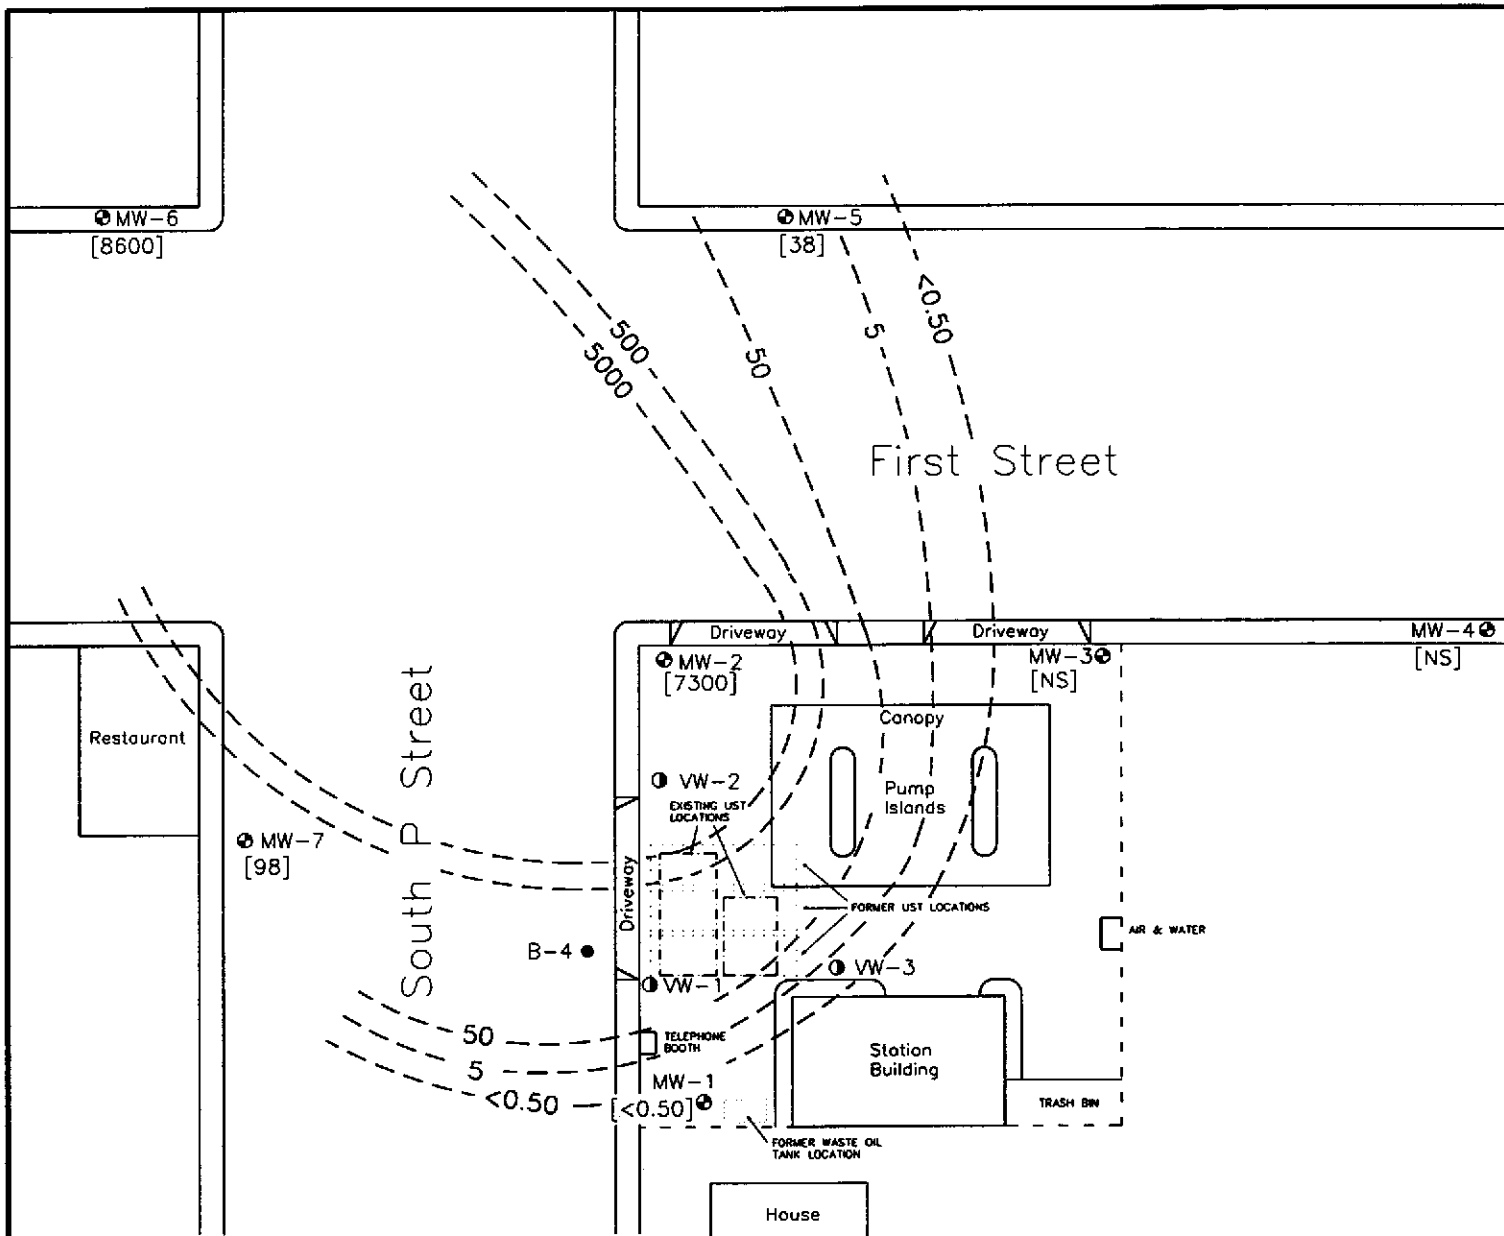 MW-6
[8600]
MW-5
[38]
<0.50
5
50
500
5000
First Street
Driveway
Driveway
MW-4
[NS]
MW-3
[NS]
MW-2
[7300]
Canopy
Restaurant
South P Street
VW-2
EXISTING UST
LOCATIONS
Pump
Islands
MW-7
[98]
Driveway
FORMER UST LOCATIONS
AIR & WATER
B-4
VW-3
VW-1
50
TELEPHONE
BOOTH
Station
Building
5
MW-1
<0.50
[<0.50]
TRASH BIN
FORMER WASTE OIL
TANK LOCATION
House